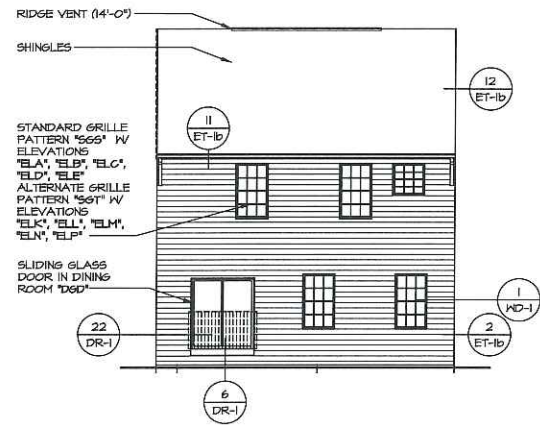 RIDGE VENT (14'-0")
SHINGLES
12
ET-1b
11
ET-1b
STANDARD GRILLE
PATTERN "SGS" W/
ELEVATIONS
"ELA", "ELB", "ELC",
"ELD", "ELE"
ALTERNATE GRILLE
PATTERN "SGT" W/
ELEVATIONS
"ELK", "ELL", "ELM",
"ELN", "ELP"
SLIDING GLASS
DOOR IN DINING
ROOM "DGD"
1
WD-1
22
DR-1
2
ET-1b
6
DR-1